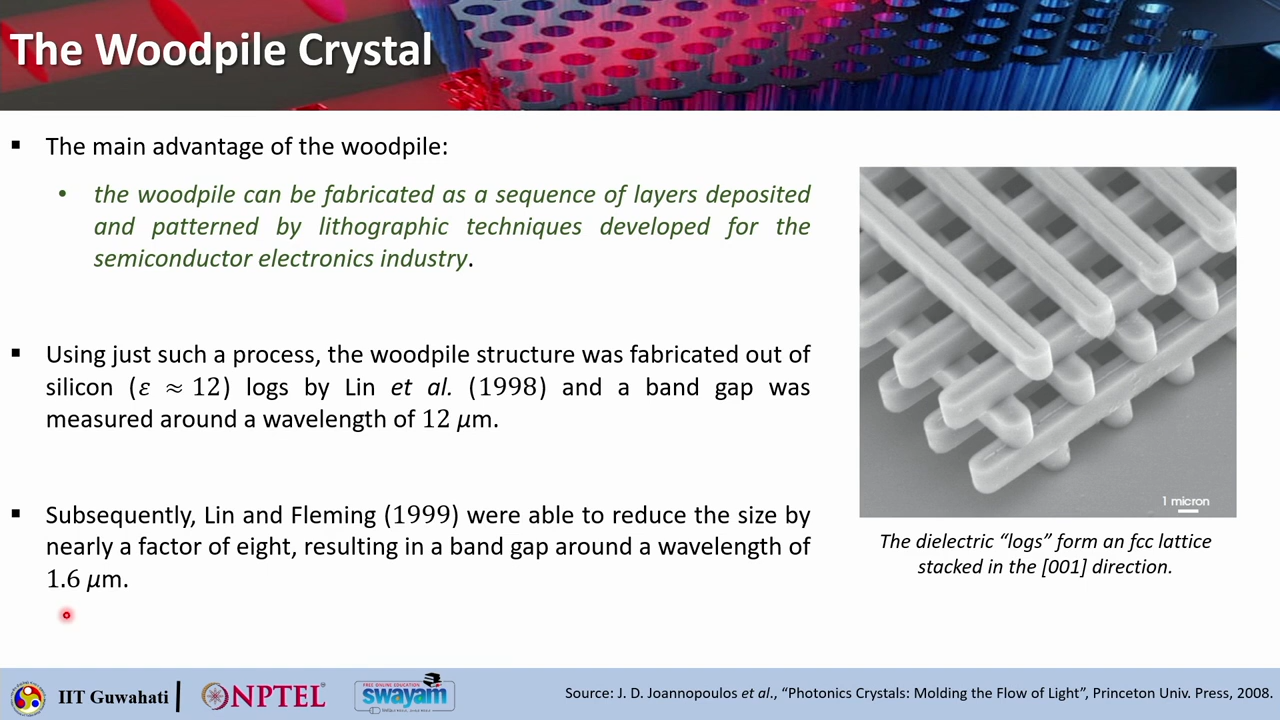 The Woodpile Crystal
▪ The main advantage of the woodpile:
• the woodpile can be fabricated as a sequence of layers deposited
and patterned by lithographic techniques developed for the
semiconductor electronics industry.
▪ Using just such a process, the woodpile structure was fabricated out of
silicon (ε ≈ 12) logs by Lin et al. (1998) and a band gap was
measured around a wavelength of 12 μm.
▪ Subsequently, Lin and Fleming (1999) were able to reduce the size by
nearly a factor of eight, resulting in a band gap around a wavelength of
1.6 μm.
1 micron
The dielectric “logs” form an fcc lattice
stacked in the [001] direction.
IIT Guwahati
NPTEL
FREE ONLINE EDUCATION
swayam
Source: J. D. Joannopoulos et al., “Photonics Crystals: Molding the Flow of Light”, Princeton Univ. Press, 2008.